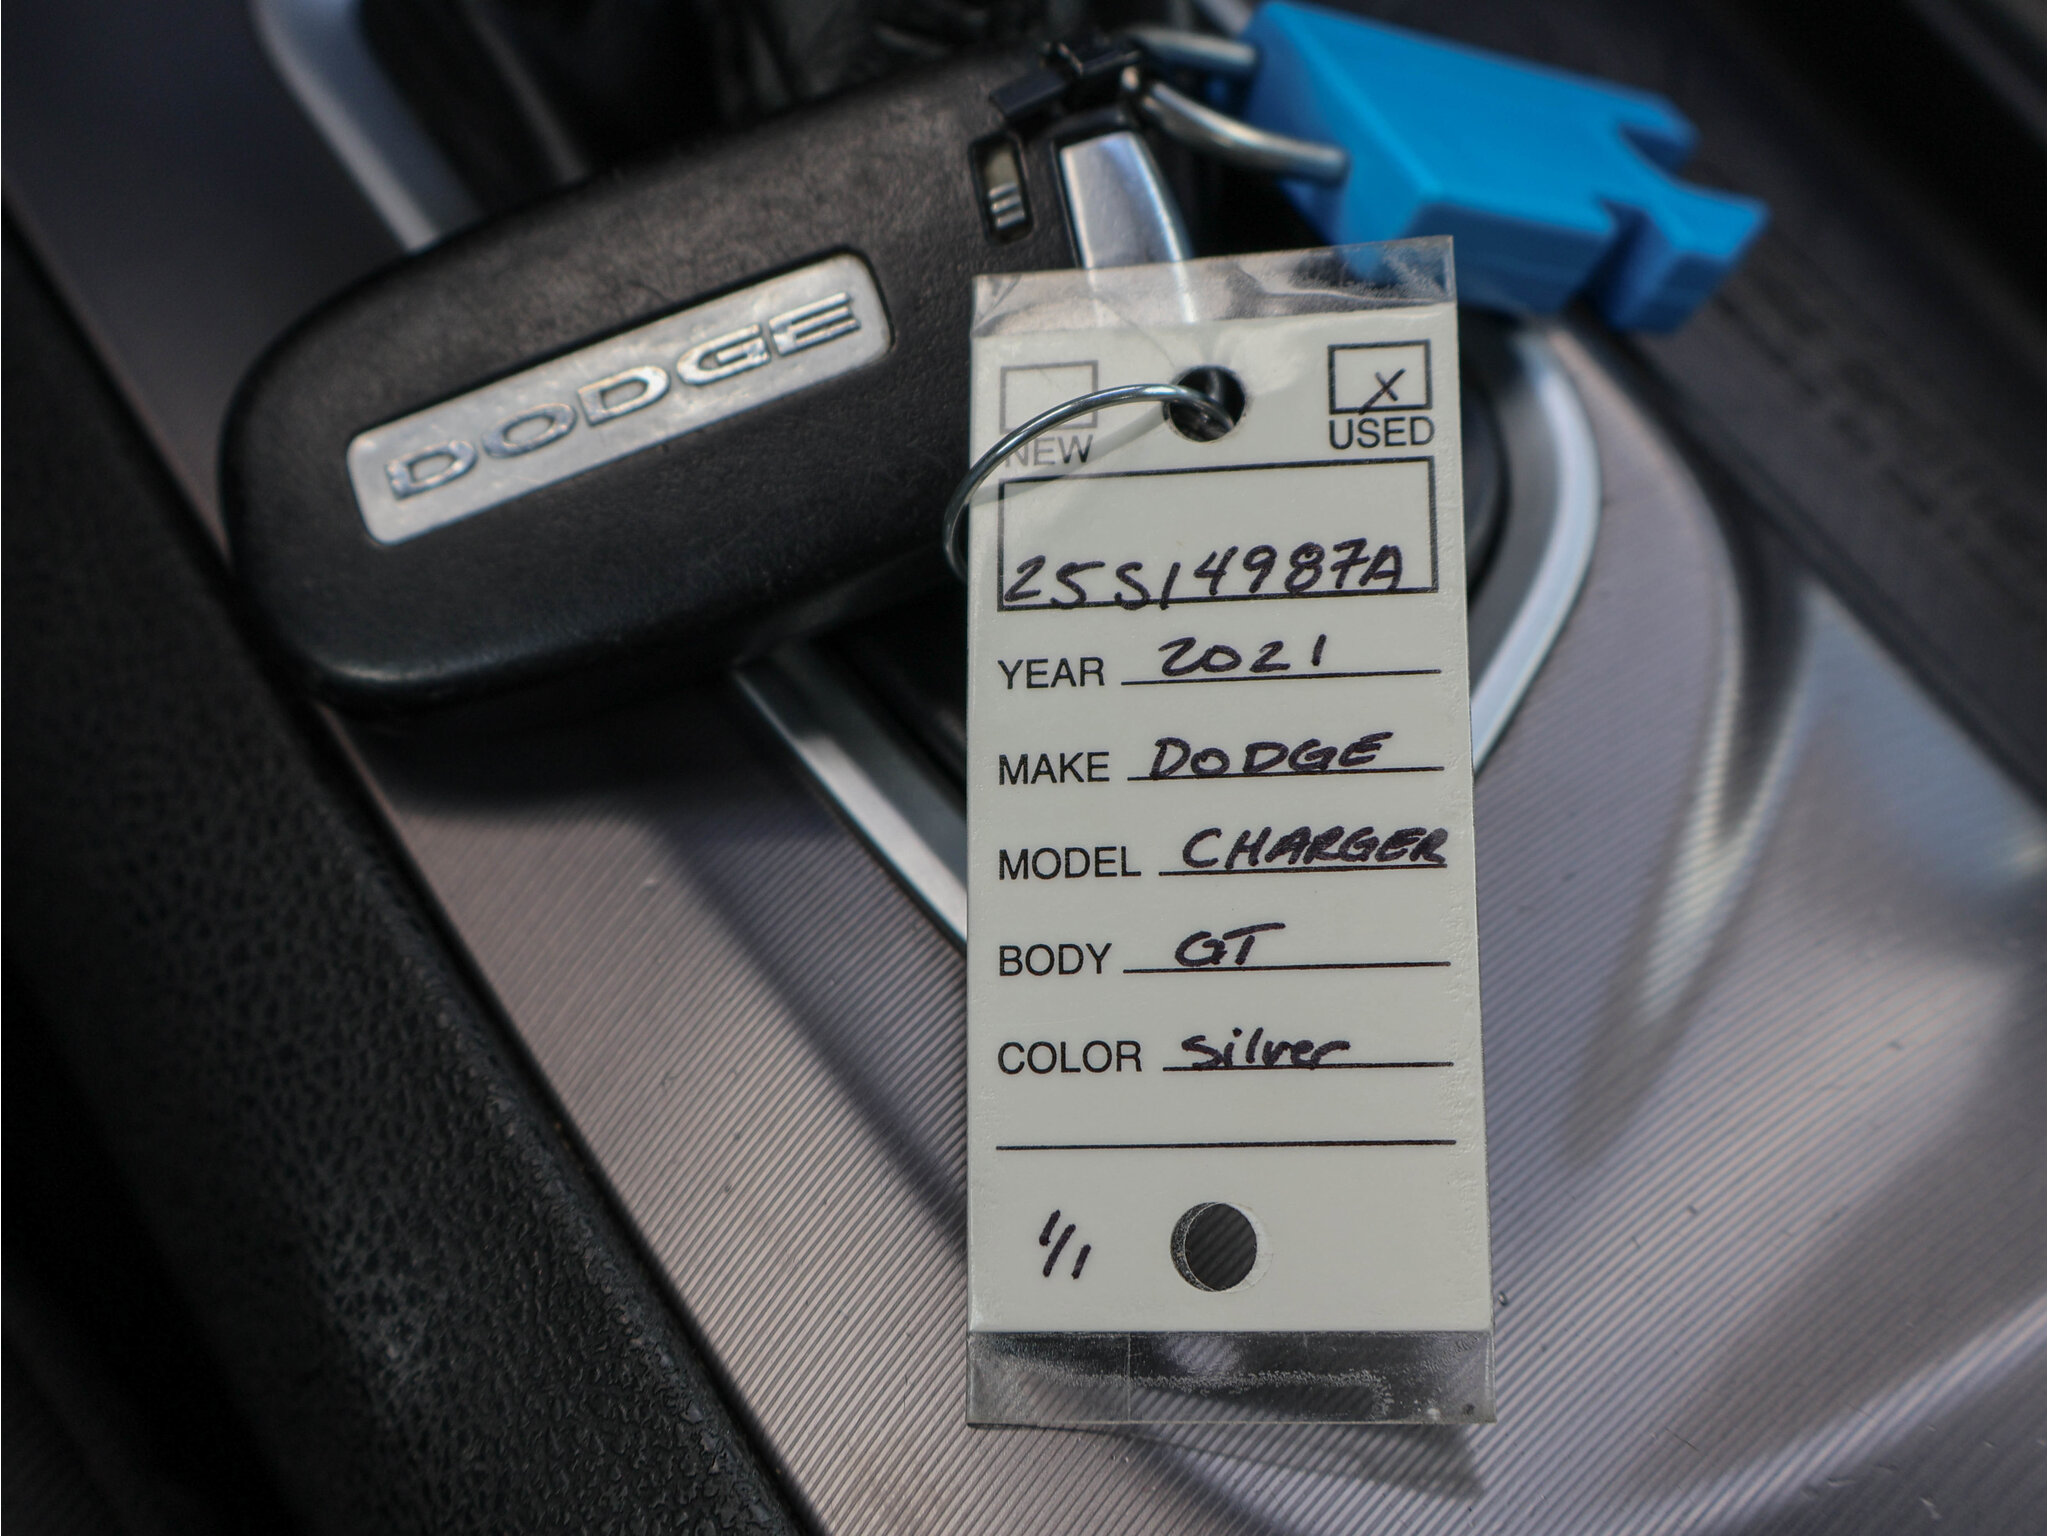 DODGE
X
NEW USED
25S14987A
YEAR 2021
MAKE DODGE
MODEL CHARGER
BODY GT
COLOR Silver
1/1